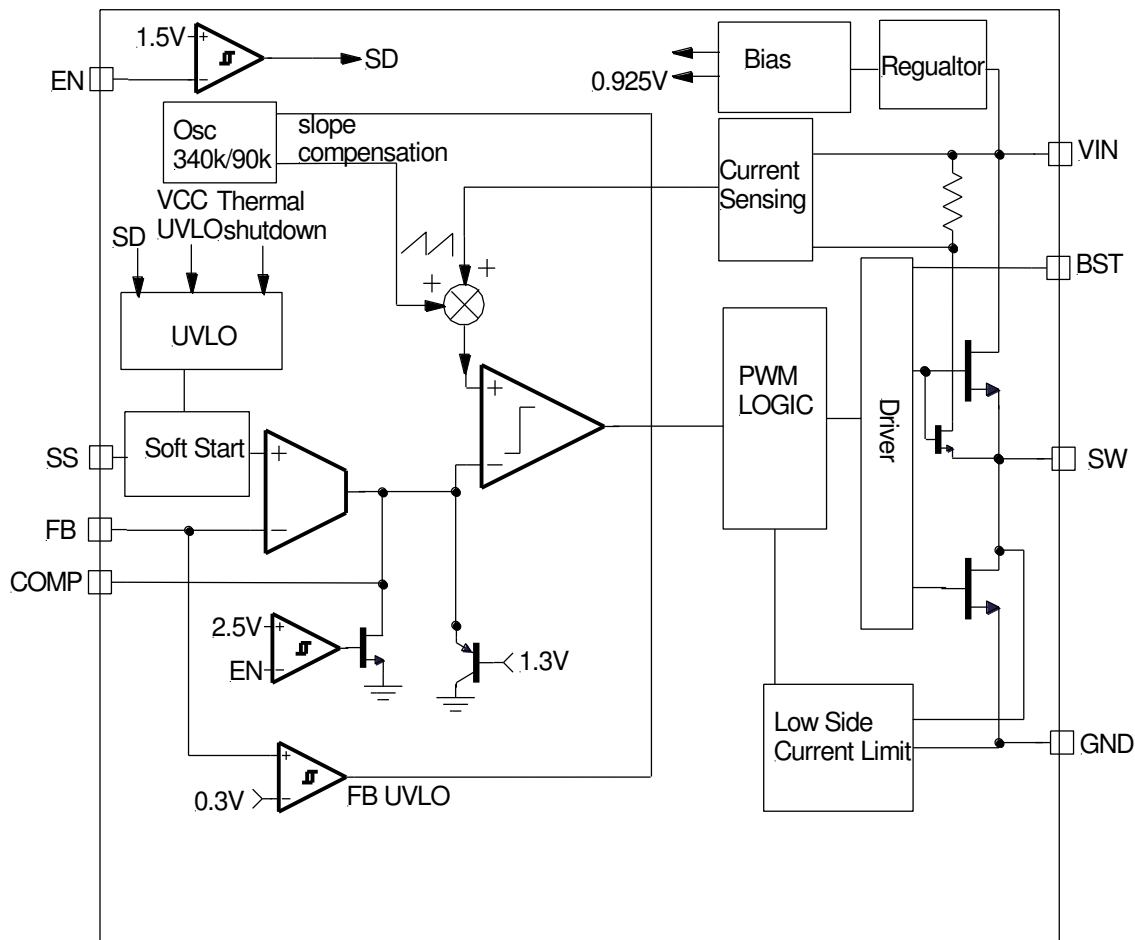 1.5V
+
−
EN
SD
Osc
340k/90k
slope
compensation
Bias
0.925V
Regualtor
VIN
Current
Sensing
VCC
UVLO
Thermal
shutdown
SD
UVLO
+
+
BST
PWM
LOGIC
Driver
+
−
SS
Soft Start
+
−
SW
FB
COMP
2.5V
+
EN
−
1.3V
Low Side
Current Limit
GND
+
0.3V
−
FB UVLO